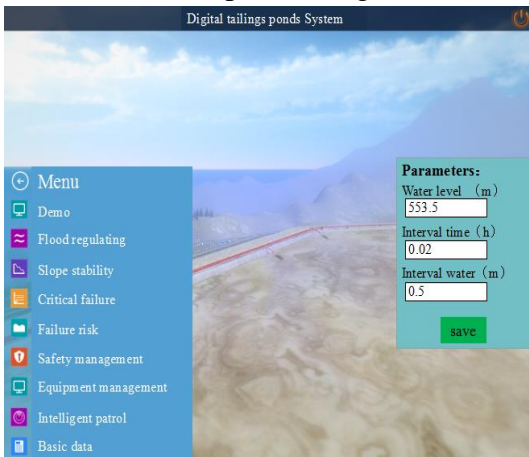 Digital tailings ponds System
Menu
Demo
Flood regulating
Slope stability
Critical failure
Failure risk
Safety management
Equipment management
Intelligent patrol
Basic data
Parameters:
Water level （m）
553.5
Interval time（h）
0.02
Interval water（m）
0.5
save